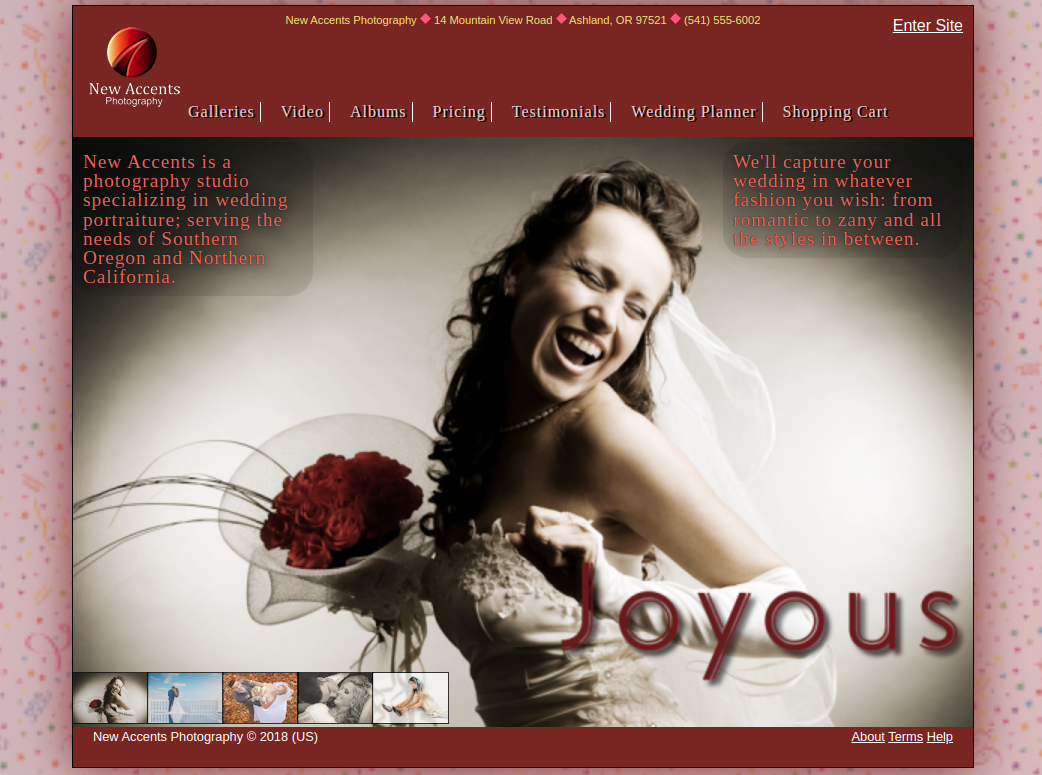 New Accents Photography ◆ 14 Mountain View Road ◆ Ashland, OR 97521 ◆ (541) 555-6002
Enter Site
New Accents
Photography
Galleries
Video
Albums
Pricing
Testimonials
Wedding Planner
Shopping Cart
New Accents is a
photography studio
specializing in wedding
portraiture; serving the
needs of Southern
Oregon and Northern
California.
We'll capture your
wedding in whatever
fashion you wish: from
romantic to zany and all
the styles in between.
Joyous
New Accents Photography © 2018 (US)
About Terms Help